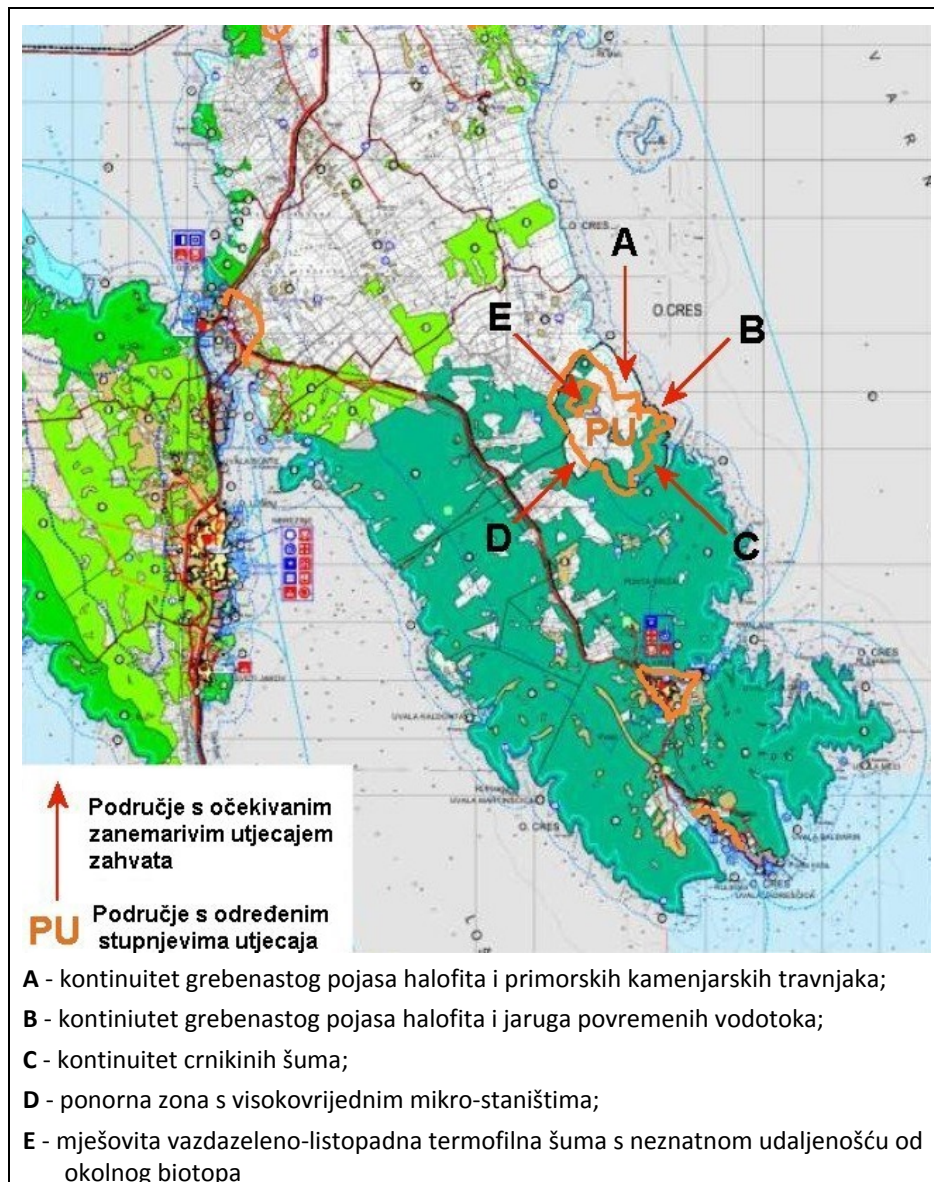 V
A
R
O. CRES
A
E
O.CRES
B
PU
D
C
O. CRES
O. CRES
O. CRES
L
O
Područje s očekivanim
zanemarivim utjecajem
zahvata
PU Područje s određenim
stupnjevima utjecaja
A - kontinuitet grebenastog pojasa halofita i primorskih kamenjarskih travnjaka;
B - kontiniutet grebenastog pojasa halofita i jaruga povremenih vodotoka;
C - kontinuitet crnikinih šuma;
D - ponorna zona s visokovrijednim mikro-staništima;
E - mješovita vazdazeleno-listopadna termofilna šuma s neznatnom udaljenošću od
okolnog biotopa